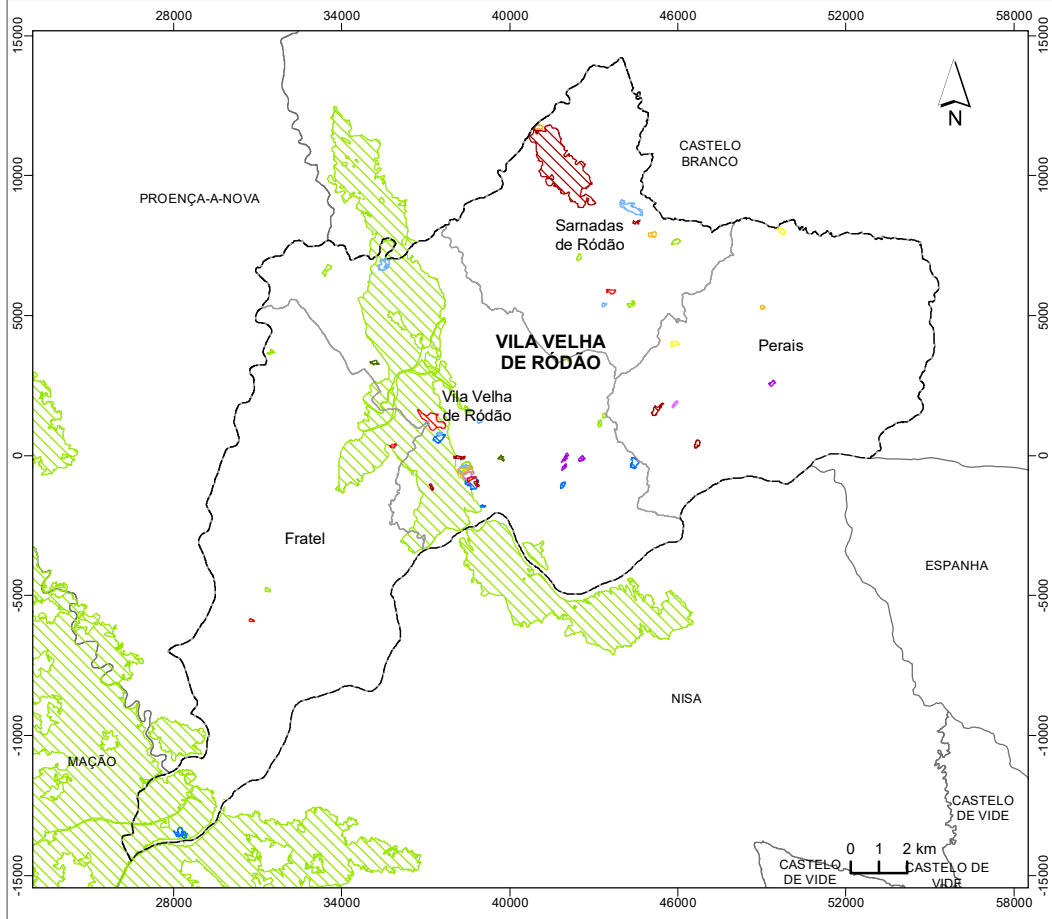 28000 34000 40000 46000 52000 58000
15000 15000
N
CASTELO
BRANCO
PROENÇA-A-NOVA
10000 10000
Sarnadas
de Ródão
5000 5000
VILA VELHA
DE RÓDÃO
Perais
Vila Velha
de Ródão
0 0
Fratel
ESPANHA
-5000 -5000
NISA
-10000 -10000
MAÇÃO
CASTELO
DE VIDE
0 1 2 km
CASTELO
DE VIDE
CASTELO DE
VIDE
-15000 -15000
28000 34000 40000 46000 52000 58000